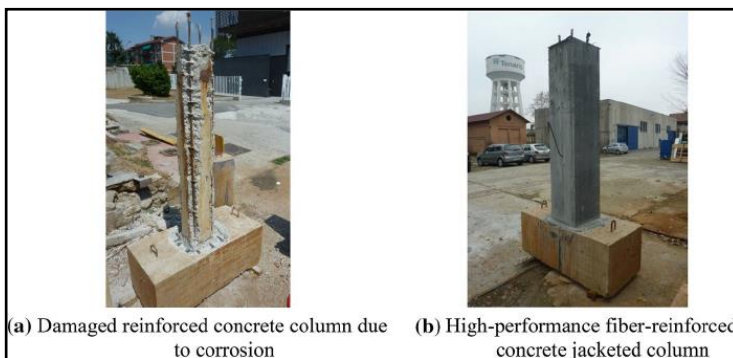 (a) Damaged reinforced concrete column due
to corrosion
(b) High-performance fiber-reinforced
concrete jacketed column